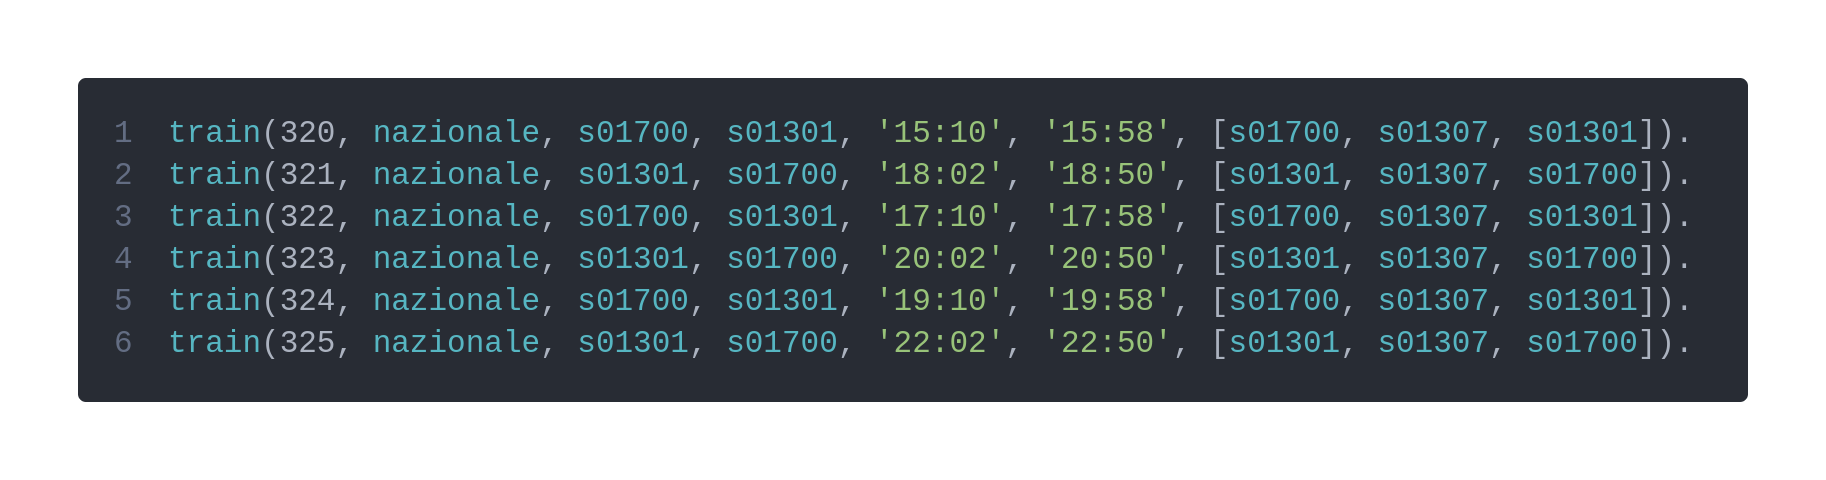 1 train(320, nazionale, s01700, s01301, '15:10', '15:58', [s01700, s01307, s01301]).
2 train(321, nazionale, s01301, s01700, '18:02', '18:50', [s01301, s01307, s01700]).
3 train(322, nazionale, s01700, s01301, '17:10', '17:58', [s01700, s01307, s01301]).
4 train(323, nazionale, s01301, s01700, '20:02', '20:50', [s01301, s01307, s01700]).
5 train(324, nazionale, s01700, s01301, '19:10', '19:58', [s01700, s01307, s01301]).
6 train(325, nazionale, s01301, s01700, '22:02', '22:50', [s01301, s01307, s01700]).